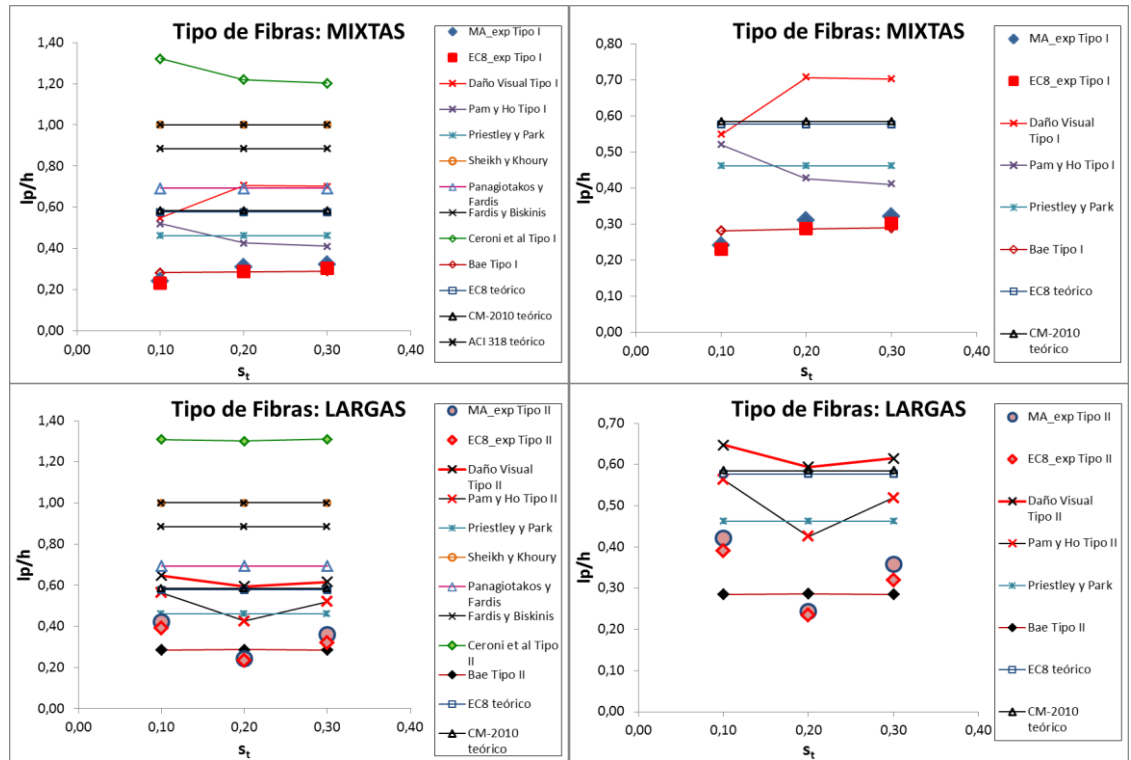 Tipo de Fibras: MIXTAS
lp/h
1,40
1,20
1,00
0,80
0,60
0,40
0,20
0,00
0,00
0,10
0,20
0,30
0,40
st
MA_exp Tipo I
EC8_exp Tipo I
Daño Visual Tipo I
Pam y Ho Tipo I
Priestley y Park
Sheikh y Khoury
Panagiotakos y
Fardis
Fardis y Biskinis
Ceroni et al Tipo I
Bae Tipo I
EC8 teórico
CM-2010 teórico
ACI 318 teórico
Tipo de Fibras: MIXTAS
lp/h
0,80
0,70
0,60
0,50
0,40
0,30
0,20
0,10
0,00
0,00
0,10
0,20
0,30
0,40
st
MA_exp Tipo I
EC8_exp Tipo I
Daño Visual
Tipo I
Pam y Ho Tipo I
Priestley y Park
Bae Tipo I
EC8 teórico
CM-2010
teórico
Tipo de Fibras: LARGAS
lp/h
1,40
1,20
1,00
0,80
0,60
0,40
0,20
0,00
0,00
0,10
0,20
0,30
0,40
st
MA_exp Tipo II
EC8_exp Tipo II
Daño Visual
Tipo II
Pam y Ho Tipo II
Priestley y Park
Sheikh y Khoury
Panagiotakos y
Fardis
Fardis y Biskinis
Ceroni et al Tipo
II
Bae Tipo II
EC8 teórico
CM-2010
teórico
Tipo de Fibras: LARGAS
lp/h
0,70
0,60
0,50
0,40
0,30
0,20
0,10
0,00
0,00
0,10
0,20
0,30
0,40
st
MA_exp Tipo II
EC8_exp Tipo II
Daño Visual
Tipo II
Pam y Ho Tipo II
Priestley y Park
Bae Tipo II
EC8 teórico
CM-2010
teórico